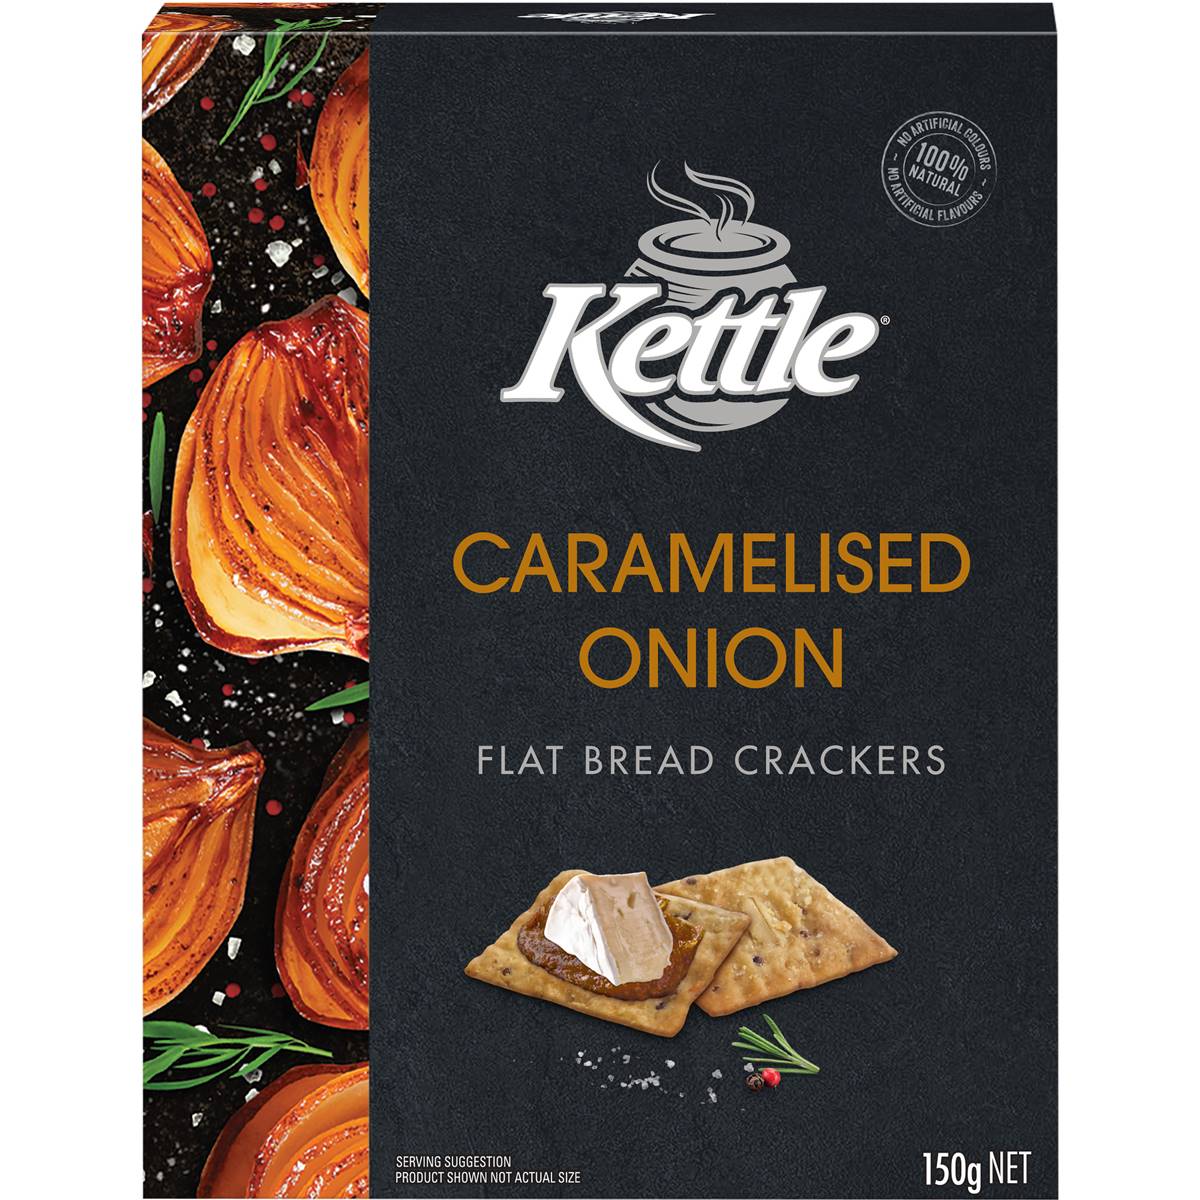 Kettle
NO ARTIFICIAL COLOURS
100%
NATURAL
NO ARTIFICIAL FLAVOURS
Kettle®
CARAMELISED
ONION
FLAT BREAD CRACKERS
SERVING SUGGESTION
PRODUCT SHOWN NOT ACTUAL SIZE
150g NET